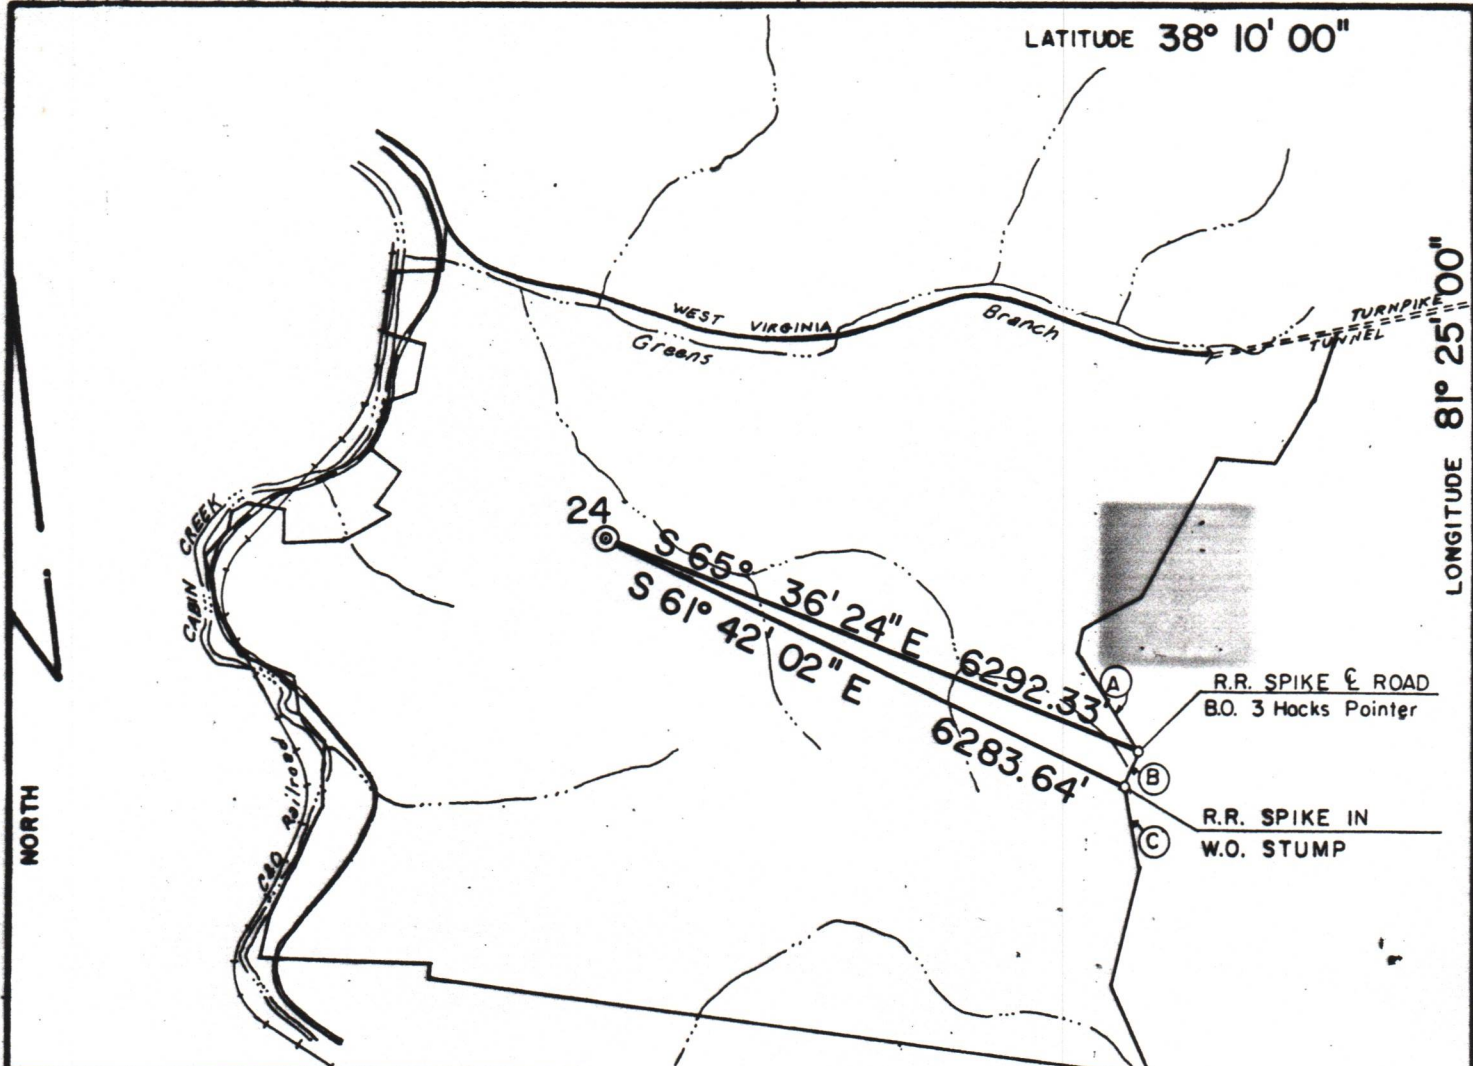 LATITUDE 38° 10' 00"
LONGITUDE 81° 25' 00"
WEST VIRGINIA TURNPIKE
TUNNEL
Greens Branch
CABIN CREEK
24
S 65° 36' 24" E 6292.33'
S 61° 42' 02" E 6283.64'
A
R.R. SPIKE ℄ ROAD
B.O. 3 Hacks Pointer
B
R.R. SPIKE IN
W.O. STUMP
C
C&O Railroad
NORTH